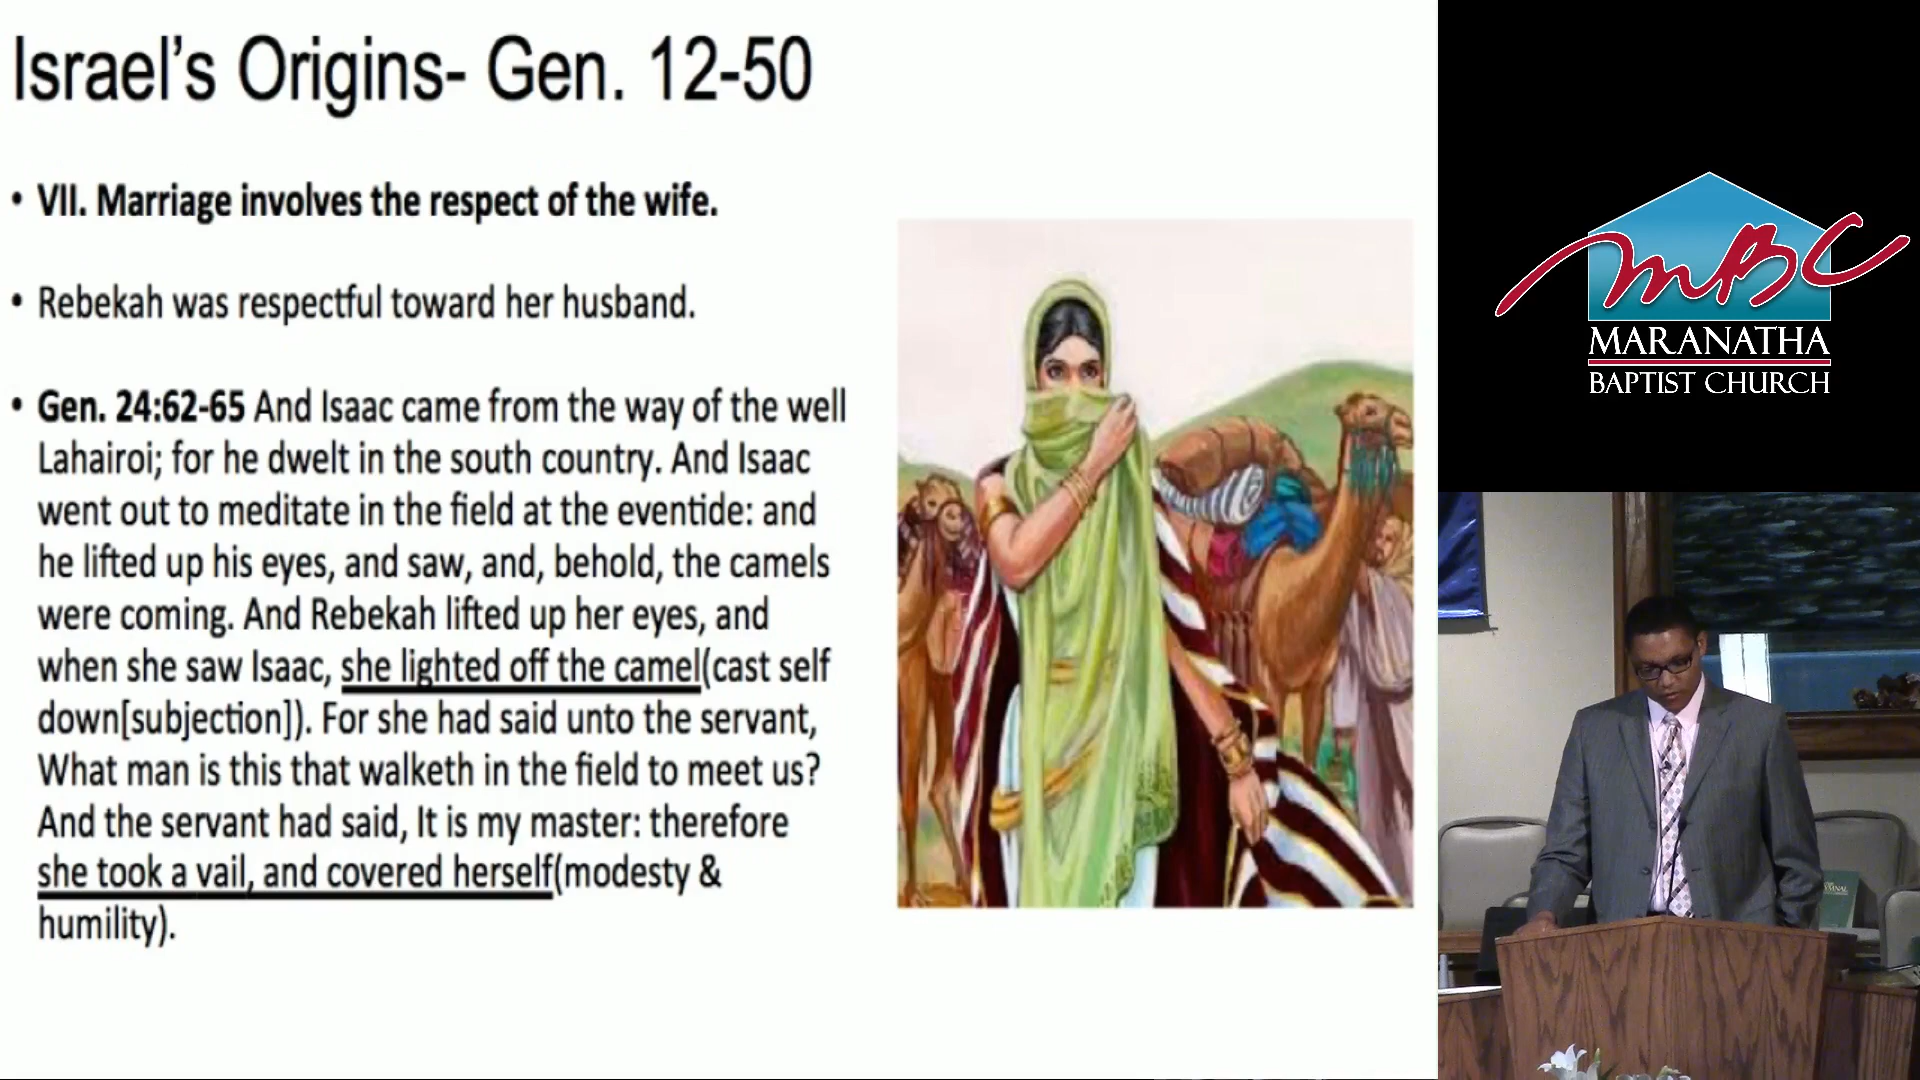 Israel's Origins- Gen. 12-50
• VII. Marriage involves the respect of the wife.
• Rebekah was respectful toward her husband.
• Gen. 24:62-65 And Isaac came from the way of the well
Lahairoi; for he dwelt in the south country. And Isaac
went out to meditate in the field at the eventide: and
he lifted up his eyes, and saw, and, behold, the camels
were coming. And Rebekah lifted up her eyes, and
when she saw Isaac, she lighted off the camel(cast self
down[subjection]). For she had said unto the servant,
What man is this that walketh in the field to meet us?
And the servant had said, It is my master: therefore
she took a vail, and covered herself(modesty &
humility).
MBC
MARANATHA
BAPTIST CHURCH